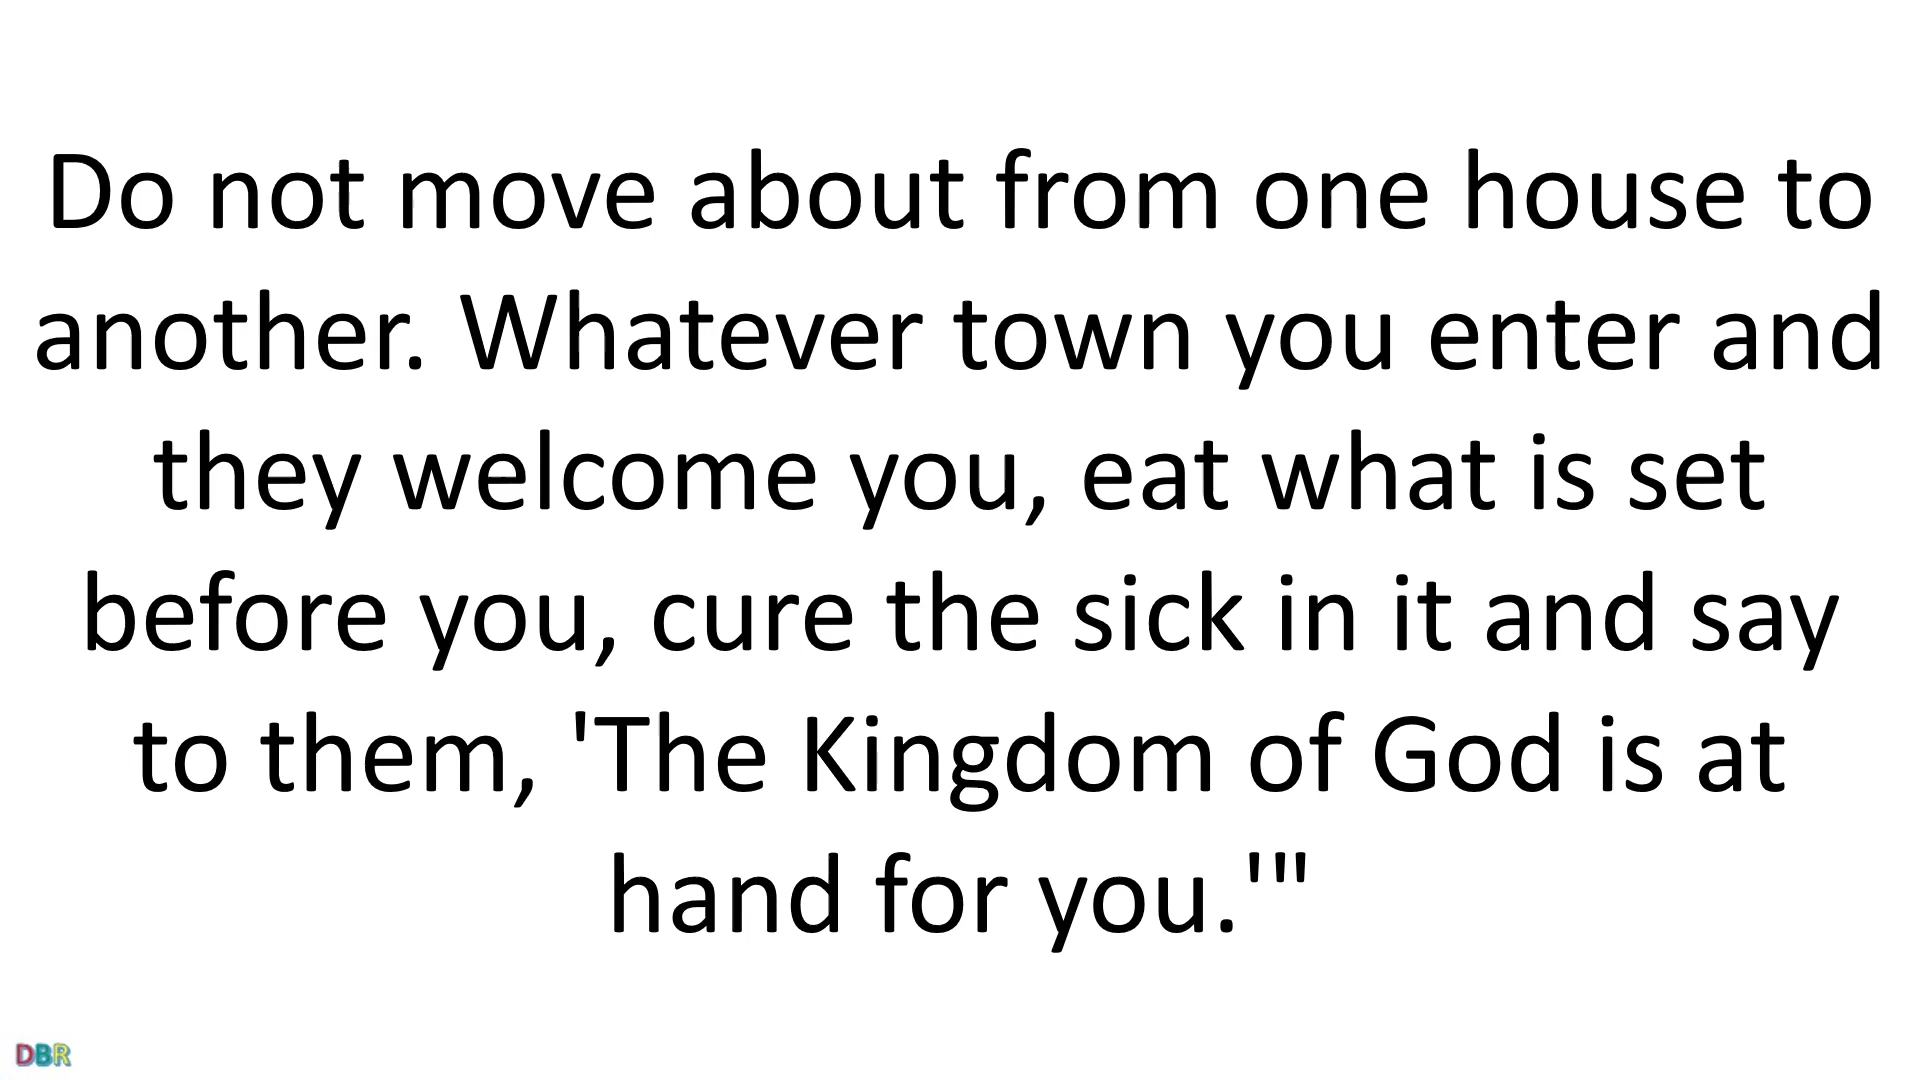 Do not move about from one house to
another. Whatever town you enter and
they welcome you, eat what is set
before you, cure the sick in it and say
to them, 'The Kingdom of God is at
hand for you.'"
DBR